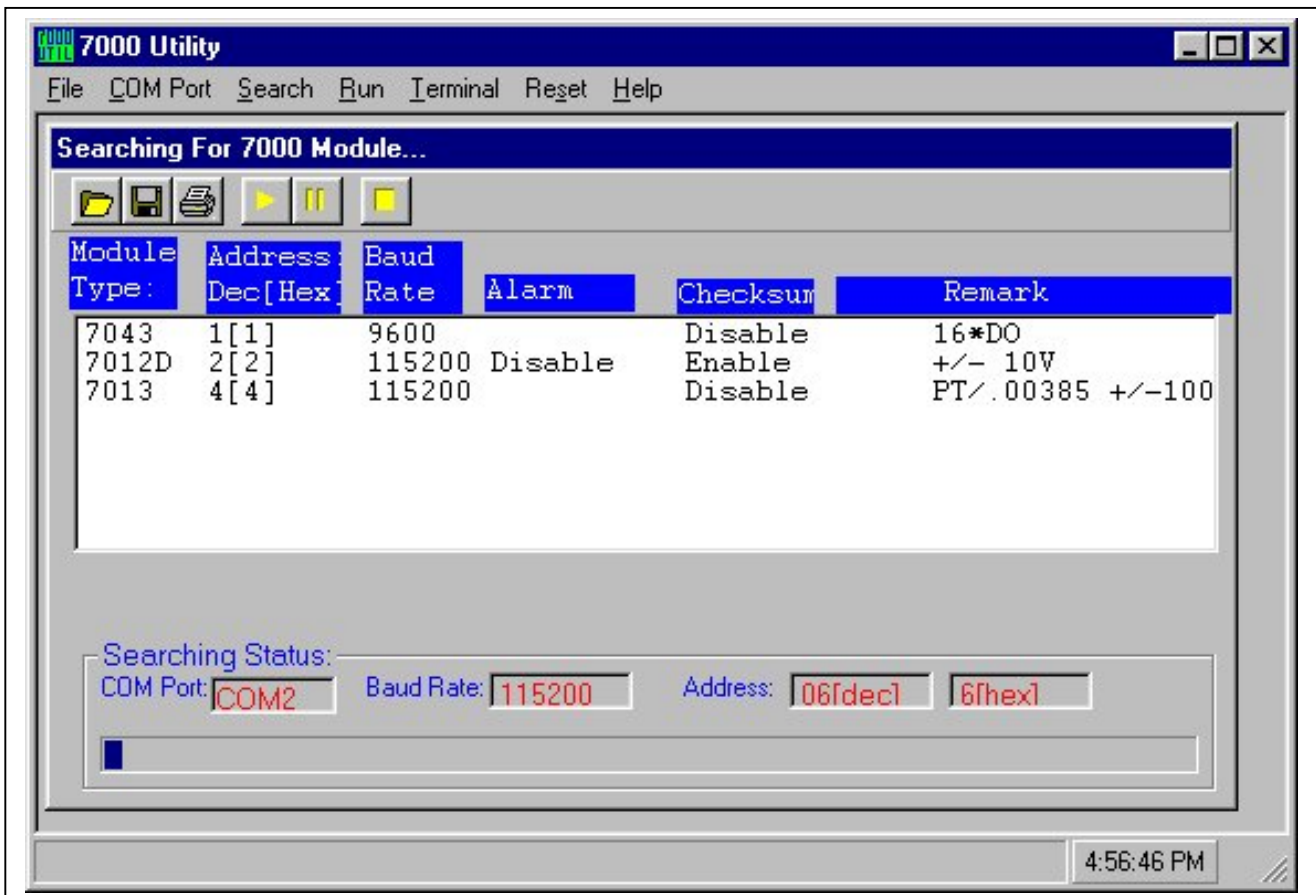 7000 Utility
File COM Port Search Run Terminal Reset Help
Searching For 7000 Module...
Module Address: Baud
Type: Dec[Hex] Rate Alarm Checksum Remark
7043 1[1] 9600 Disable 16*DO
7012D 2[2] 115200 Disable Enable +/- 10V
7013 4[4] 115200 Disable PT/.00385 +/-100
Searching Status:
COM Port: COM2 Baud Rate: 115200 Address: 06[dec] 6[hex]
4:56:46 PM